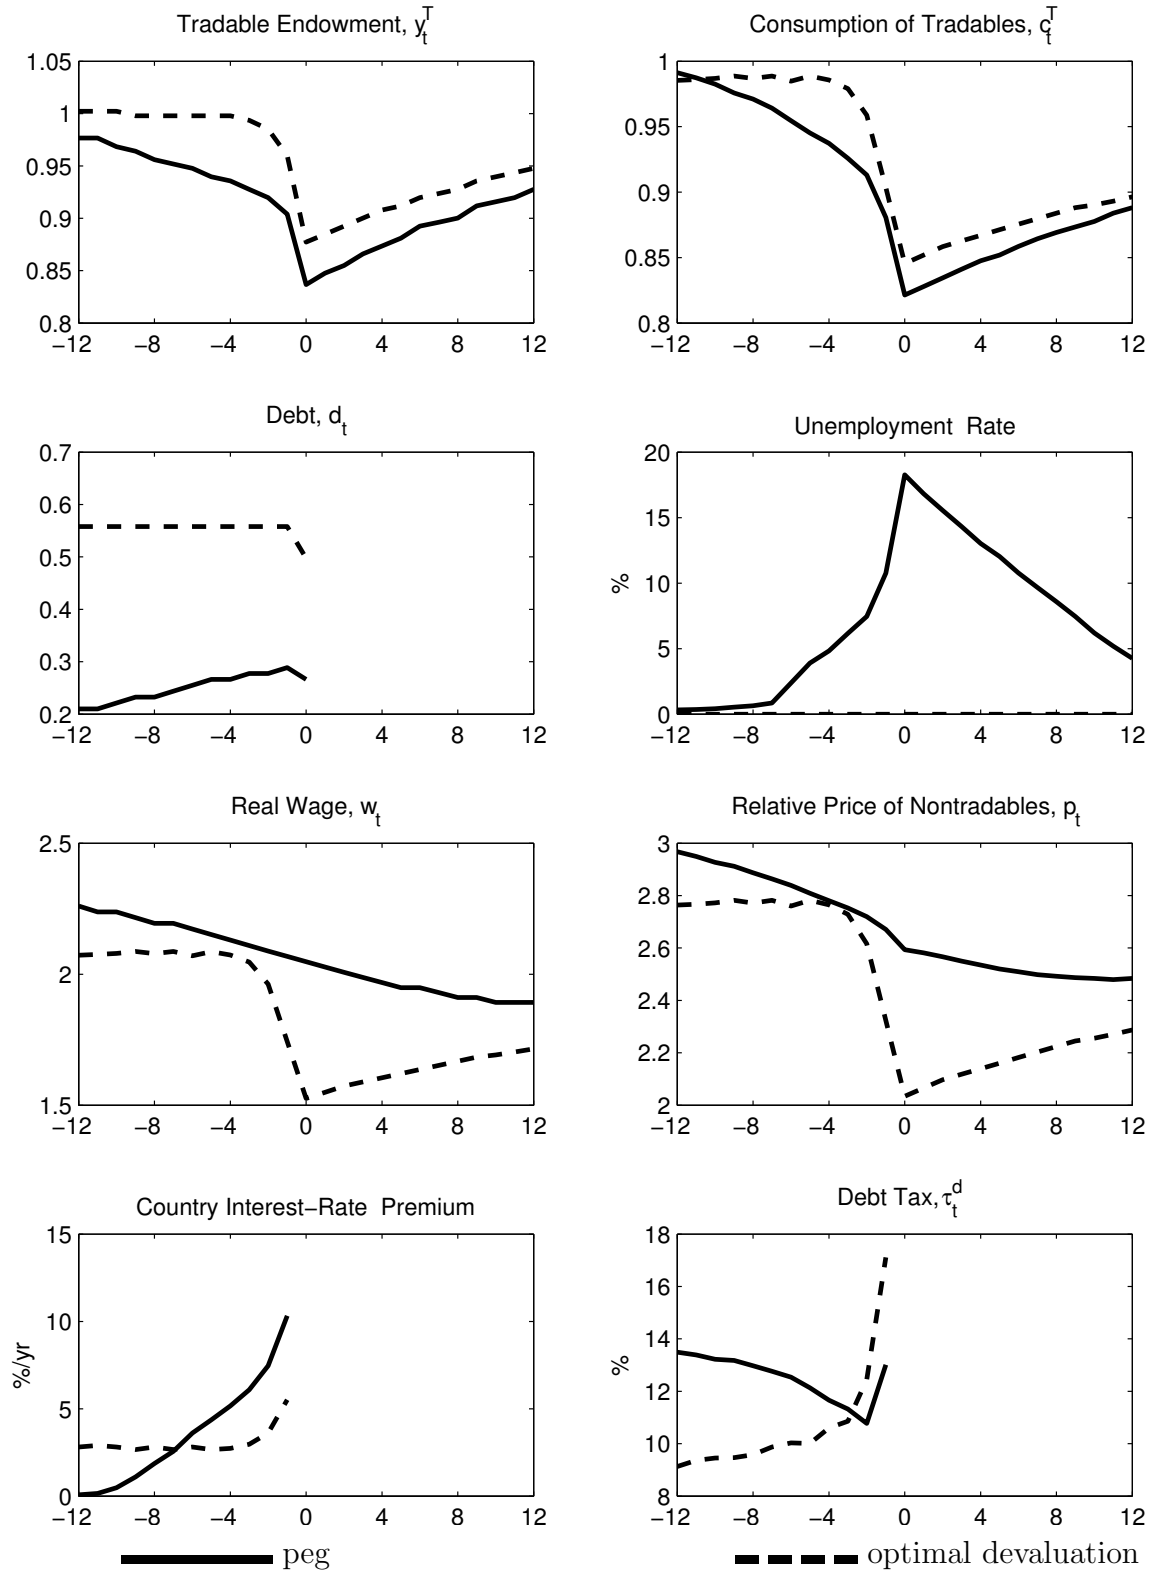 Tradable Endowment, y_t^T
1.05
1
0.95
0.9
0.85
0.8
−12 −8 −4 0 4 8 12
Consumption of Tradables, c_t^T
1
0.95
0.9
0.85
0.8
−12 −8 −4 0 4 8 12
Debt, d_t
0.7
0.6
0.5
0.4
0.3
0.2
−12 −8 −4 0 4 8 12
Unemployment Rate
20
15
10
5
0
%
−12 −8 −4 0 4 8 12
Real Wage, w_t
2.5
2
1.5
−12 −8 −4 0 4 8 12
Relative Price of Nontradables, p_t
3
2.8
2.6
2.4
2.2
2
−12 −8 −4 0 4 8 12
Country Interest−Rate Premium
15
10
5
0
%/yr
−12 −8 −4 0 4 8 12
Debt Tax, τ_t^d
18
16
14
12
10
8
%
−12 −8 −4 0 4 8 12
peg
optimal devaluation